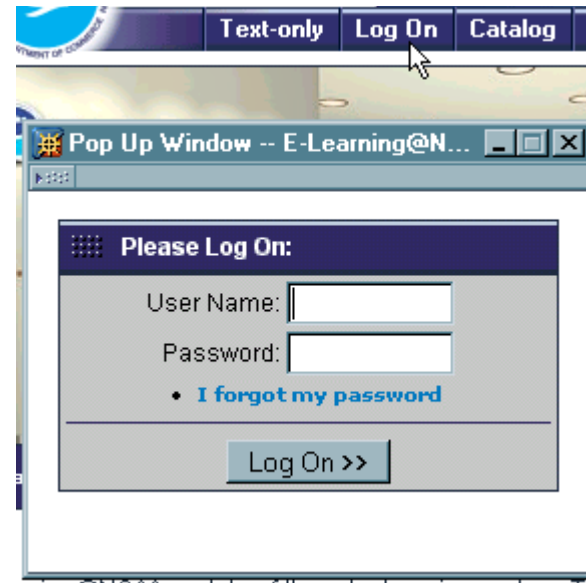 Text-only Log On Catalog
Pop Up Window -- E-Learning@N...
Please Log On:
User Name:
Password:
• I forgot my password
Log On >>